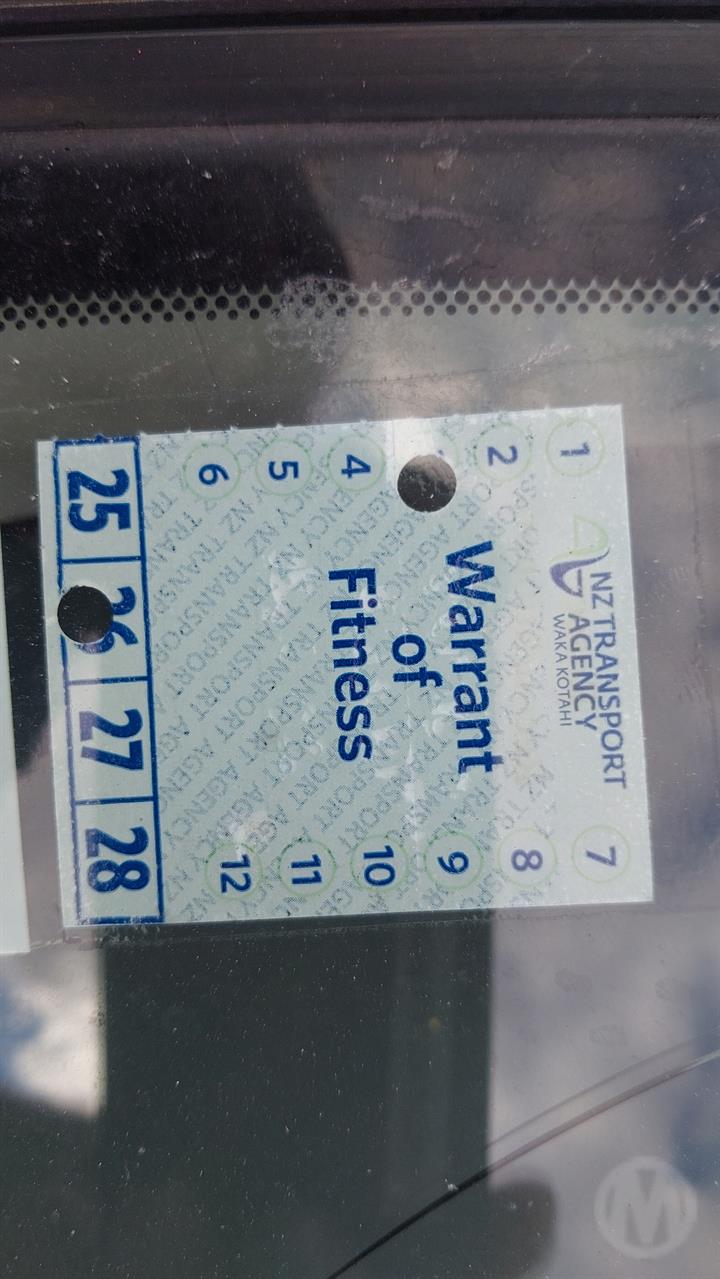 NZ TRANSPORT
AGENCY
WAKA KOTAHI
1
7
2
8
Warrant
9
of
4
10
Fitness
5
11
6
12
25 26 27 28